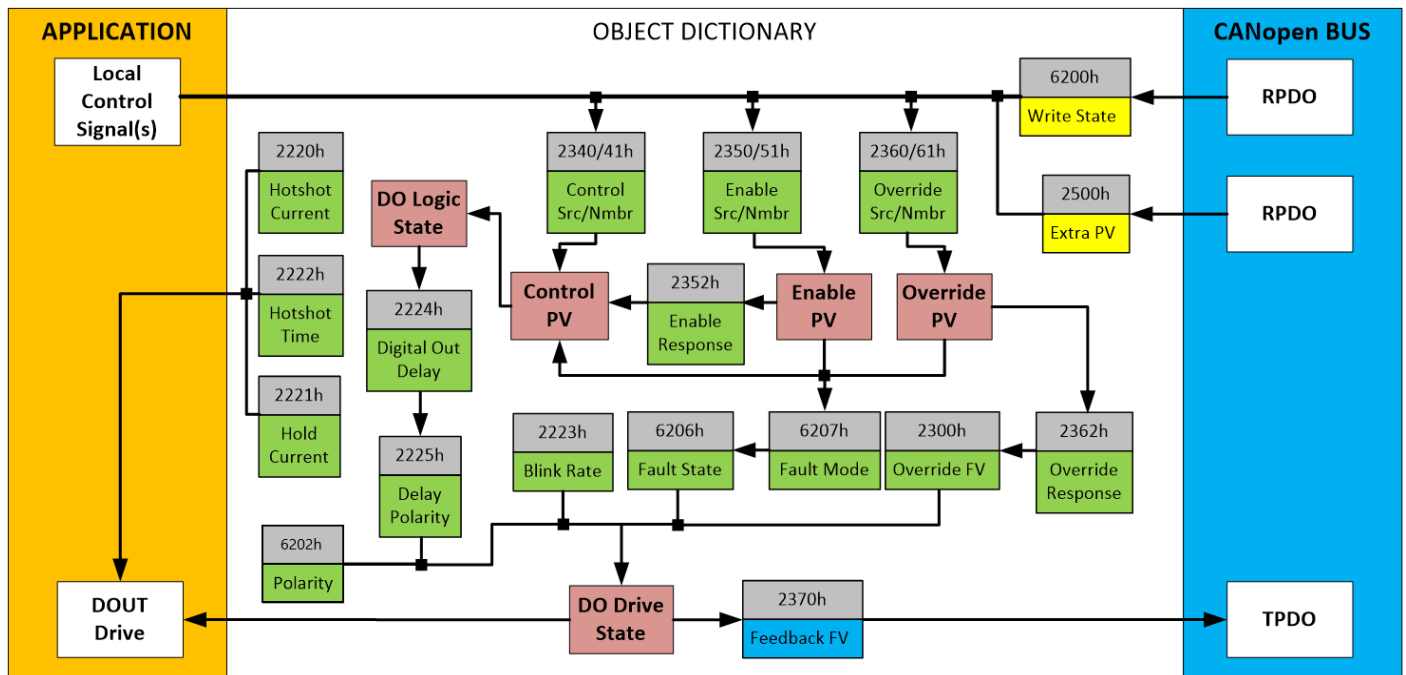 APPLICATION
OBJECT DICTIONARY
CANopen BUS
Local
Control
Signal(s)
6200h
Write State
RPDO
2220h
Hotshot
Current
2340/41h
Control
Src/Nmbr
2350/51h
Enable
Src/Nmbr
2360/61h
Override
Src/Nmbr
DO Logic
State
2500h
Extra PV
RPDO
2222h
Hotshot
Time
2224h
Digital Out
Delay
Control
PV
2352h
Enable
Response
Enable
PV
Override
PV
2221h
Hold
Current
2225h
Delay
Polarity
2223h
Blink Rate
6206h
Fault State
6207h
Fault Mode
2300h
Override FV
2362h
Override
Response
6202h
Polarity
DOUT
Drive
DO Drive
State
2370h
Feedback FV
TPDO